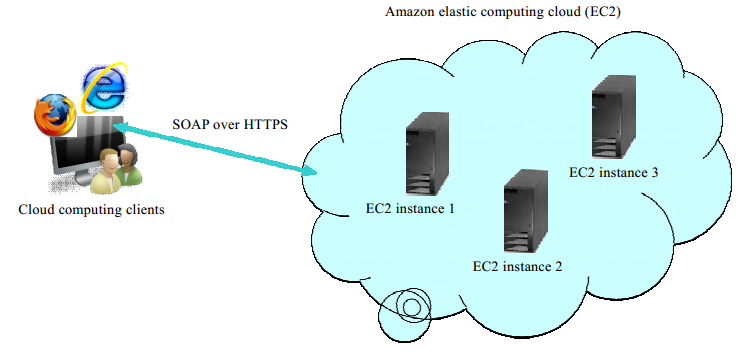 Amazon elastic computing cloud (EC2)
SOAP over HTTPS
EC2 instance 3
EC2 instance 1
Cloud computing clients
EC2 instance 2